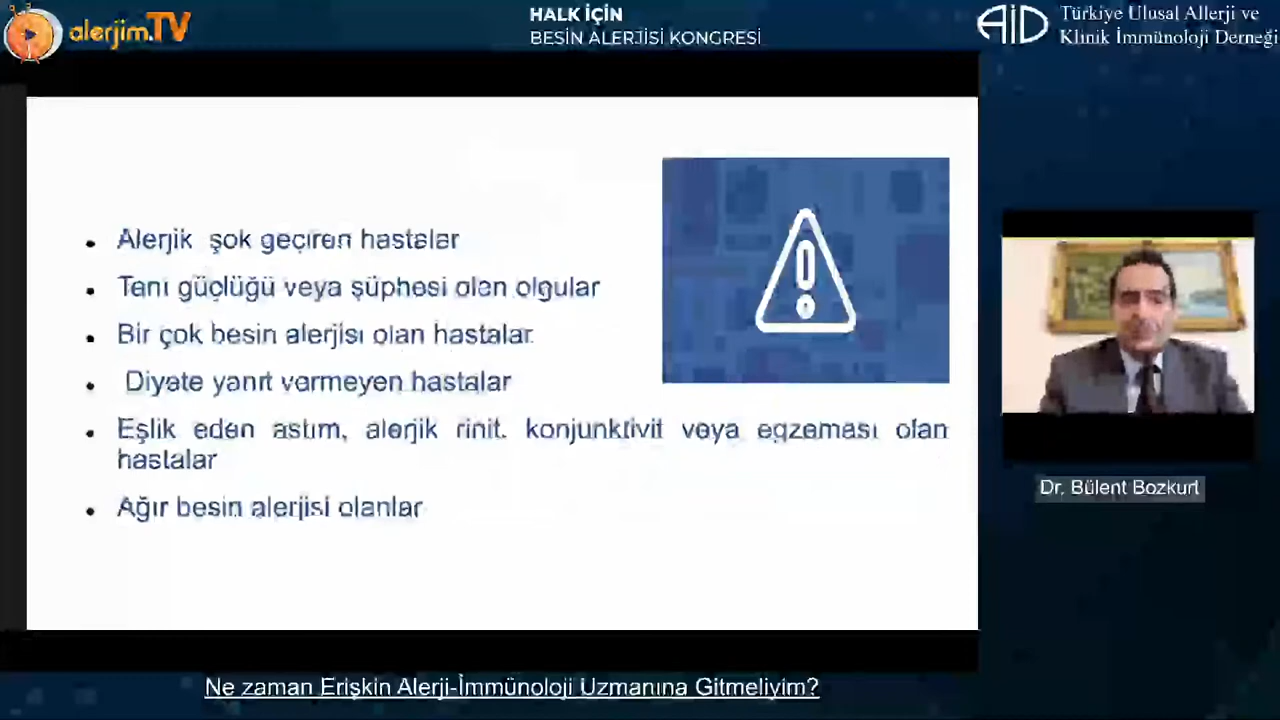 alerjim.TV
HALK İÇİN
BESİN ALERJİSİ KONGRESİ
AİD
Türkiye Ulusal Allerji ve
Klinik İmmünoloji Derneği
Alerjik şok geçiren hastalar
Tanı güçlüğü veya şüphesi olan olgular
Bir çok besin alerjisi olan hastalar
Diyete yanıt vermeyen hastalar
Eşlik eden astım, alerjik rinit, konjunktivit veya egzeması olan
hastalar
Ağır besin alerjisi olanlar
Dr. Bülent Bozkurt
Ne zaman Erişkin Alerji-İmmünoloji Uzmanına Gitmeliyim?